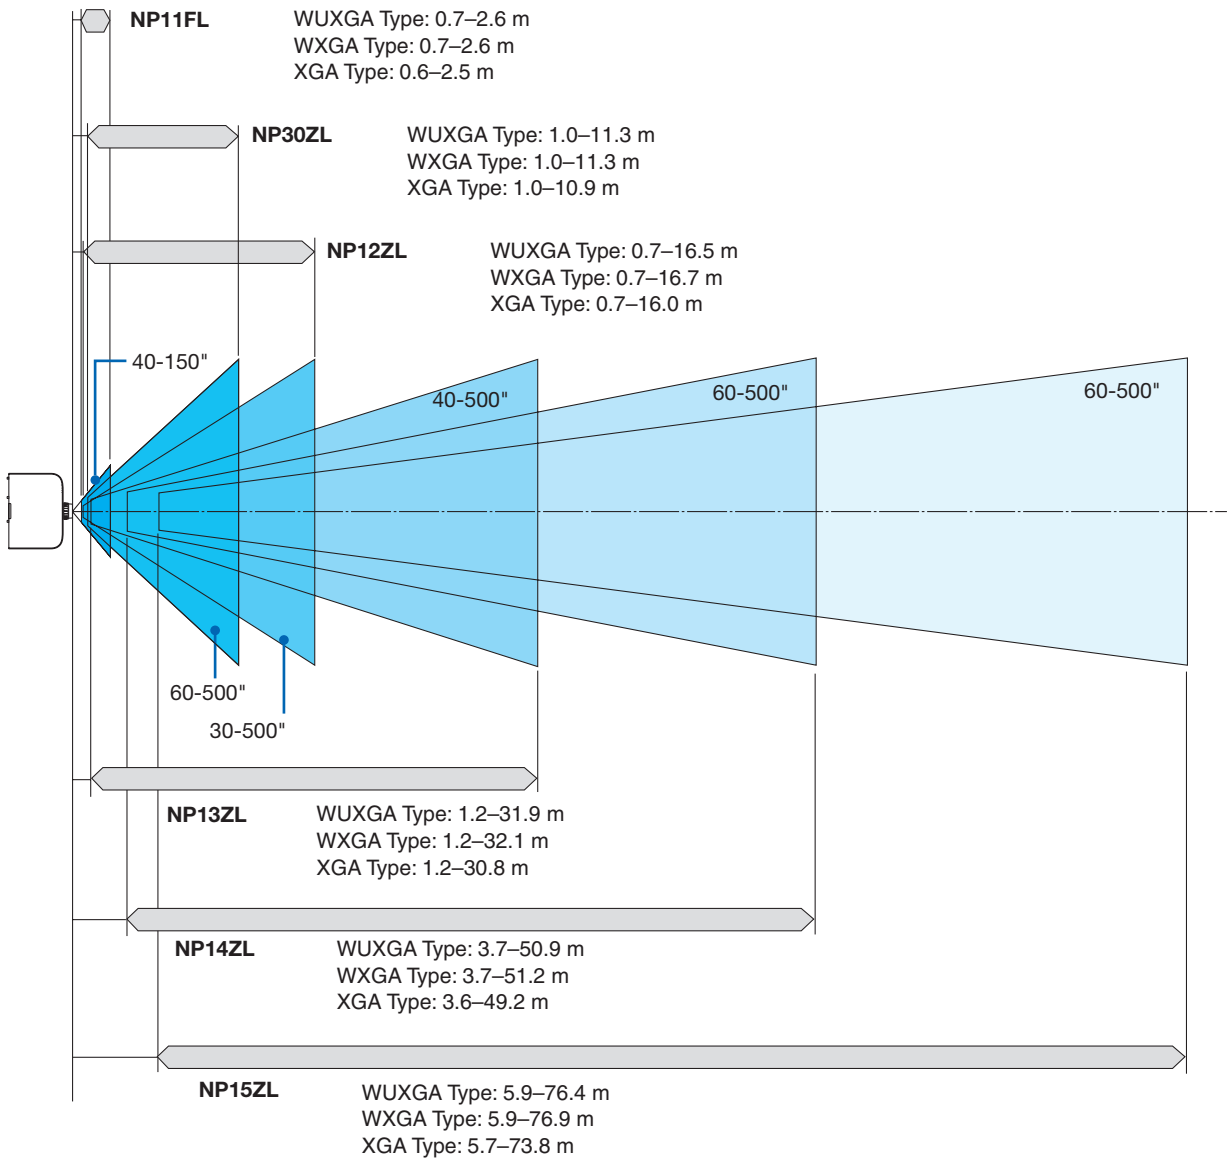 NP11FL
WUXGA Type: 0.7–2.6 m
WXGA Type: 0.7–2.6 m
XGA Type: 0.6–2.5 m
NP30ZL
WUXGA Type: 1.0–11.3 m
WXGA Type: 1.0–11.3 m
XGA Type: 1.0–10.9 m
NP12ZL
WUXGA Type: 0.7–16.5 m
WXGA Type: 0.7–16.7 m
XGA Type: 0.7–16.0 m
40-150"
40-500"
60-500"
60-500"
60-500"
30-500"
NP13ZL
WUXGA Type: 1.2–31.9 m
WXGA Type: 1.2–32.1 m
XGA Type: 1.2–30.8 m
NP14ZL
WUXGA Type: 3.7–50.9 m
WXGA Type: 3.7–51.2 m
XGA Type: 3.6–49.2 m
NP15ZL
WUXGA Type: 5.9–76.4 m
WXGA Type: 5.9–76.9 m
XGA Type: 5.7–73.8 m